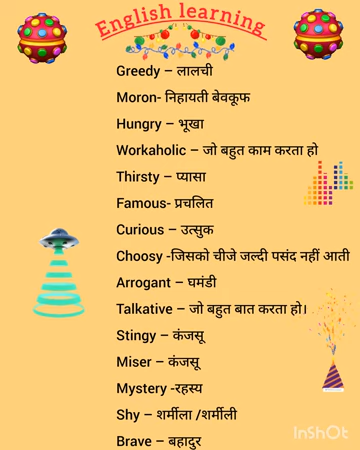 English learning
Greedy – लालची
Moron- निहायती बेवकूफ
Hungry – भूखा
Workaholic – जो बहुत काम करता हो
Thirsty – प्यासा
Famous- प्रचलित
Curious – उत्सुक
Choosy -जिसको चीजे जल्दी पसंद नहीं आती
Arrogant – घमंडी
Talkative – जो बहुत बात करता हो।
Stingy – कंजसू
Miser – कंजसू
Mystery -रहस्य
Shy – शर्मीला /शर्मीली
Brave – बहादुर
InShOt